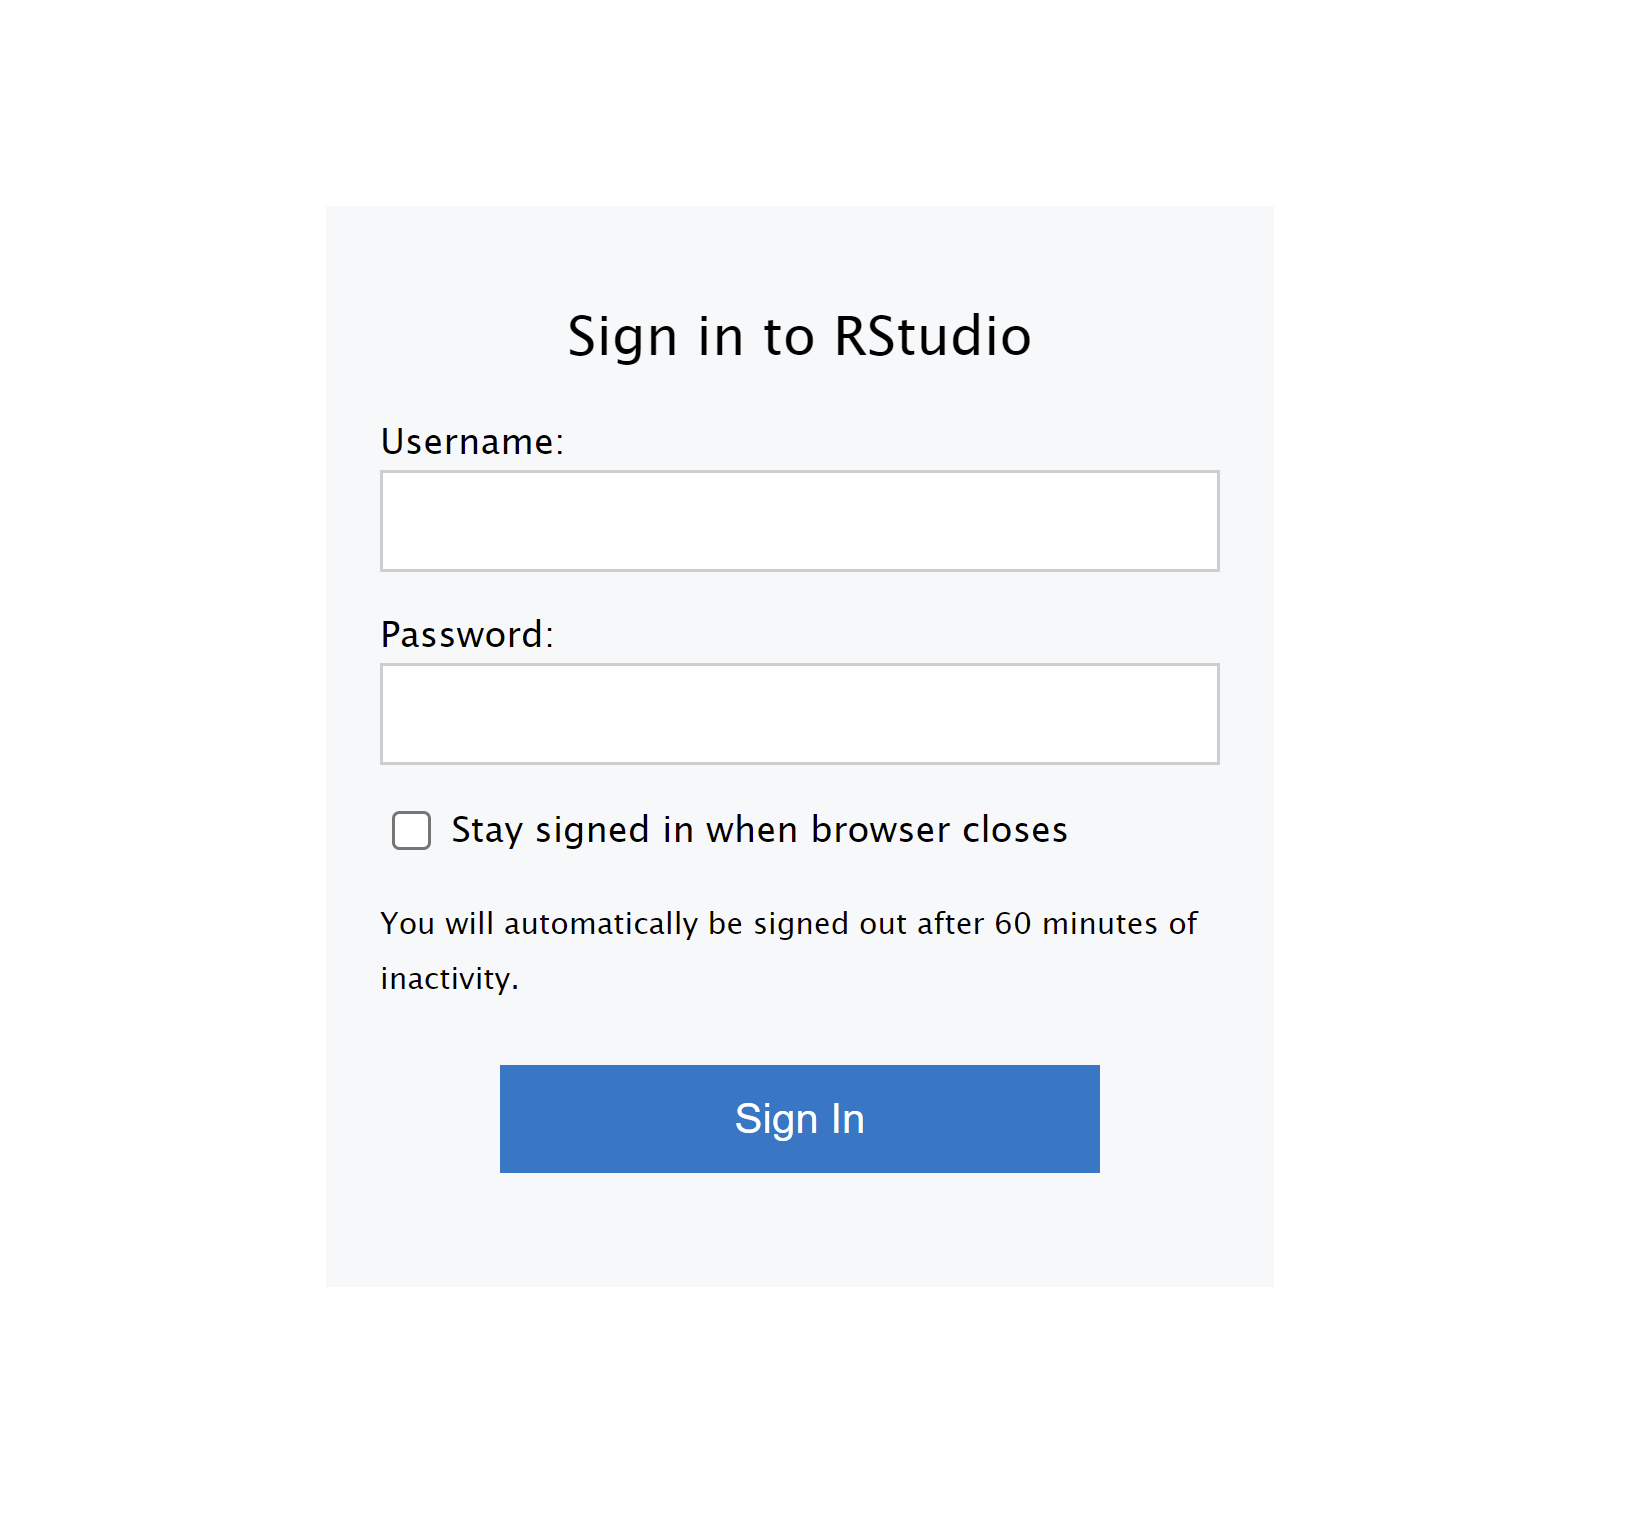 Sign in to RStudio
Username:
Password:
Stay signed in when browser closes
You will automatically be signed out after 60 minutes of
inactivity.
Sign In